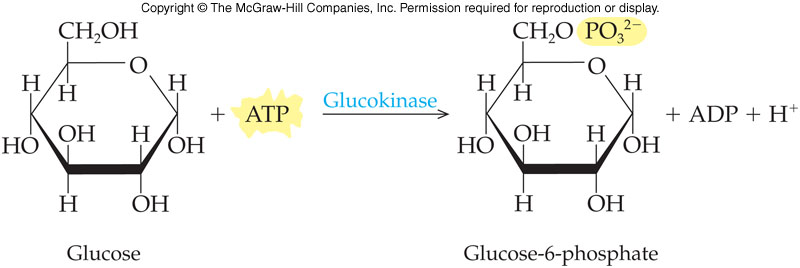 Copyright © The McGraw-Hill Companies, Inc. Permission required for reproduction or display.
CH₂OH
O
H
H
H
OH
H
HO
OH
H
OH
Glucose
+ ATP
Glucokinase
CH₂O PO₃²⁻
O
H
H
H
OH
H
HO
OH
H
OH
Glucose-6-phosphate
+ ADP + H⁺